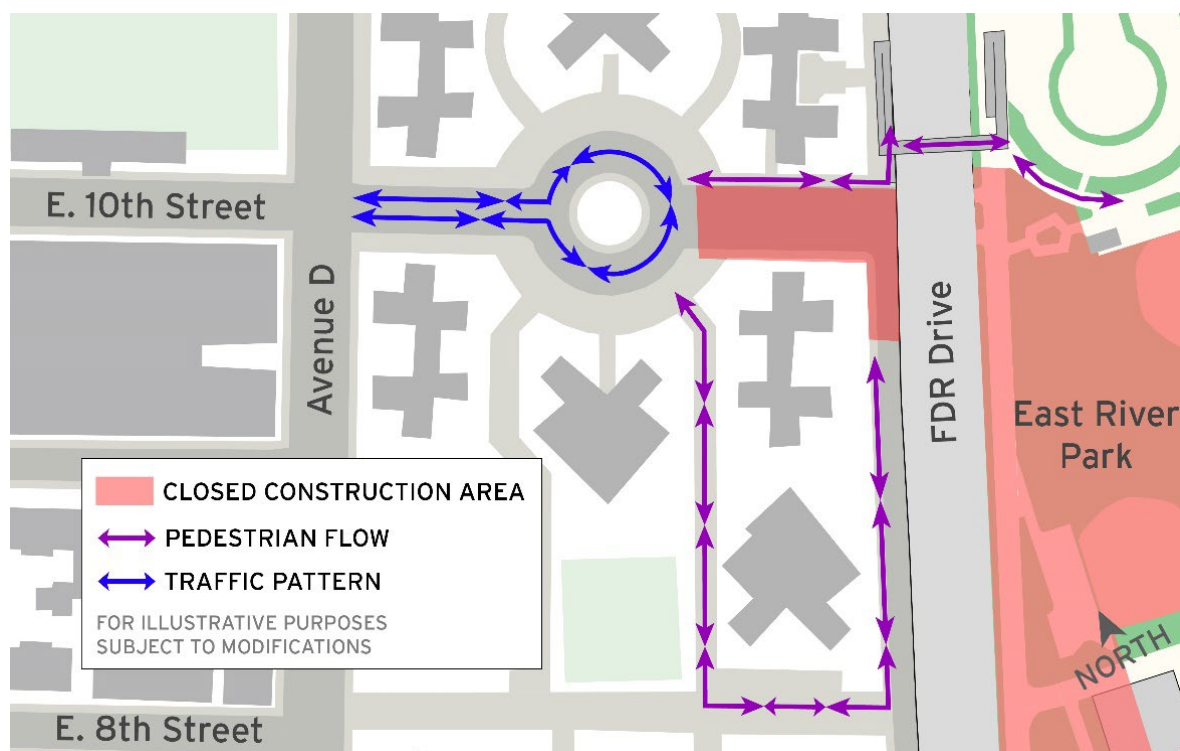 E. 10th Street
Avenue D
FDR Drive
East River
Park
CLOSED CONSTRUCTION AREA
PEDESTRIAN FLOW
TRAFFIC PATTERN
FOR ILLUSTRATIVE PURPOSES
SUBJECT TO MODIFICATIONS
NORTH
E. 8th Street